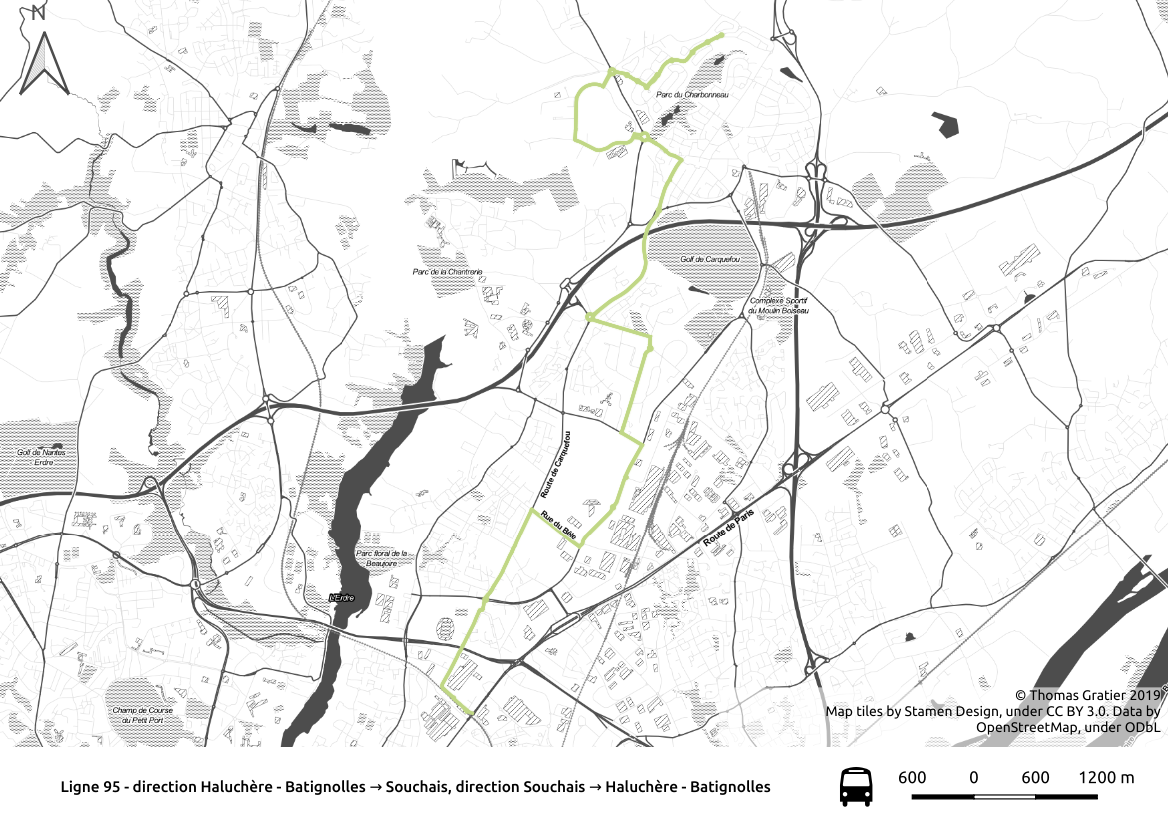 N
Parc du Charbonneau
Golf de Carquefou
Parc de la Chantrerie
Complexe Sportif
du Moulin Boiseau
Golf de Nantes
Erdre
Route de Carquefou
Rue du Bêle
Route de Paris
Parc floral de la
Beaujoire
L'Erdre
Champ de Course
du Petit Port
© Thomas Gratier 2019
Map tiles by Stamen Design, under CC BY 3.0. Data by
OpenStreetMap, under ODbL
Ligne 95 - direction Haluchère - Batignolles → Souchais, direction Souchais → Haluchère - Batignolles
600 0 600 1200 m